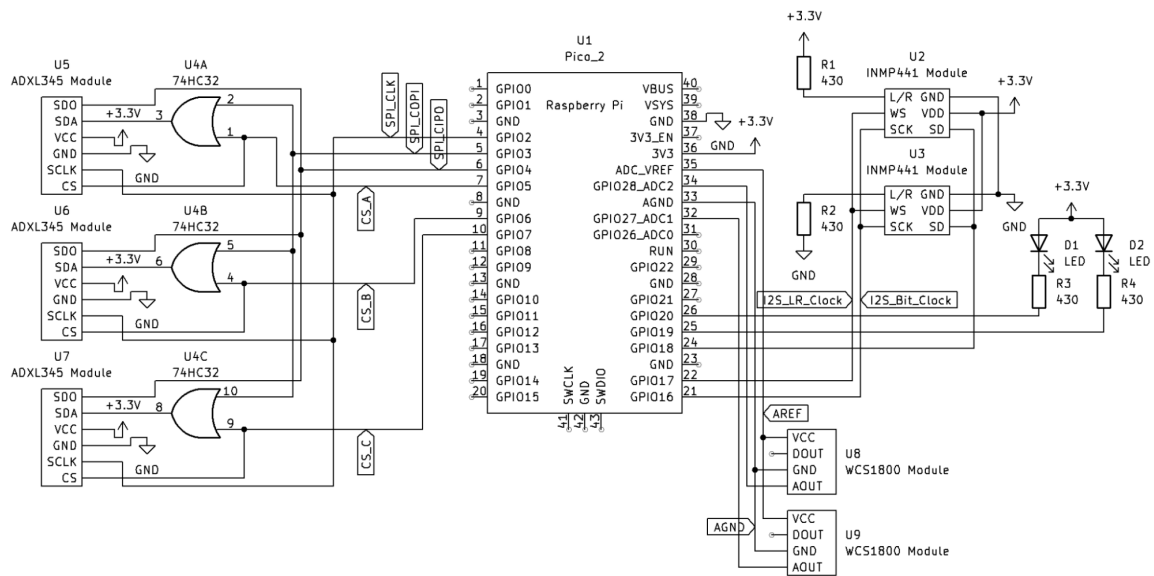 U5
ADXL345 Module
SDO
SDA
VCC
GND
SCLK
CS
+3.3V
GND
U4A
74HC32
3
2
1
U6
ADXL345 Module
SDO
SDA
VCC
GND
SCLK
CS
+3.3V
GND
U4B
74HC32
6
5
4
U7
ADXL345 Module
SDO
SDA
VCC
GND
SCLK
CS
+3.3V
GND
U4C
74HC32
8
10
9
SPI_CLK
SPI_COPI
SPI_CIPO
CS_A
CS_B
CS_C
U1
Pico_2
Raspberry Pi
1 GPIO0
2 GPIO1
3 GND
4 GPIO2
5 GPIO3
6 GPIO4
7 GPIO5
8 GND
9 GPIO6
10 GPIO7
11 GPIO8
12 GPIO9
13 GND
14 GPIO10
15 GPIO11
16 GPIO12
17 GPIO13
18 GND
19 GPIO14
20 GPIO15
VBUS 40
VSYS 39
GND 38
3V3_EN 37
3V3 36
ADC_VREF 35
GPIO28_ADC2 34
AGND 33
GPIO27_ADC1 32
GPIO26_ADC0 31
RUN 30
GPIO22 29
GND 28
GPIO21 27
GPIO20 26
GPIO19 25
GPIO18 24
GND 23
GPIO17 22
GPIO16 21
SWCLK
GND
SWDIO
41
42
43
GND
+3.3V
+3.3V
R1
430
U2
INMP441 Module
L/R GND
WS VDD
SCK SD
+3.3V
U3
INMP441 Module
L/R GND
WS VDD
SCK SD
GND
R2
430
GND
I2S_LR_Clock
I2S_Bit_Clock
+3.3V
D1
LED
D2
LED
R3
430
R4
430
AREF
VCC
DOUT
GND
AOUT
U8
WCS1800 Module
AGND
VCC
DOUT
GND
AOUT
U9
WCS1800 Module